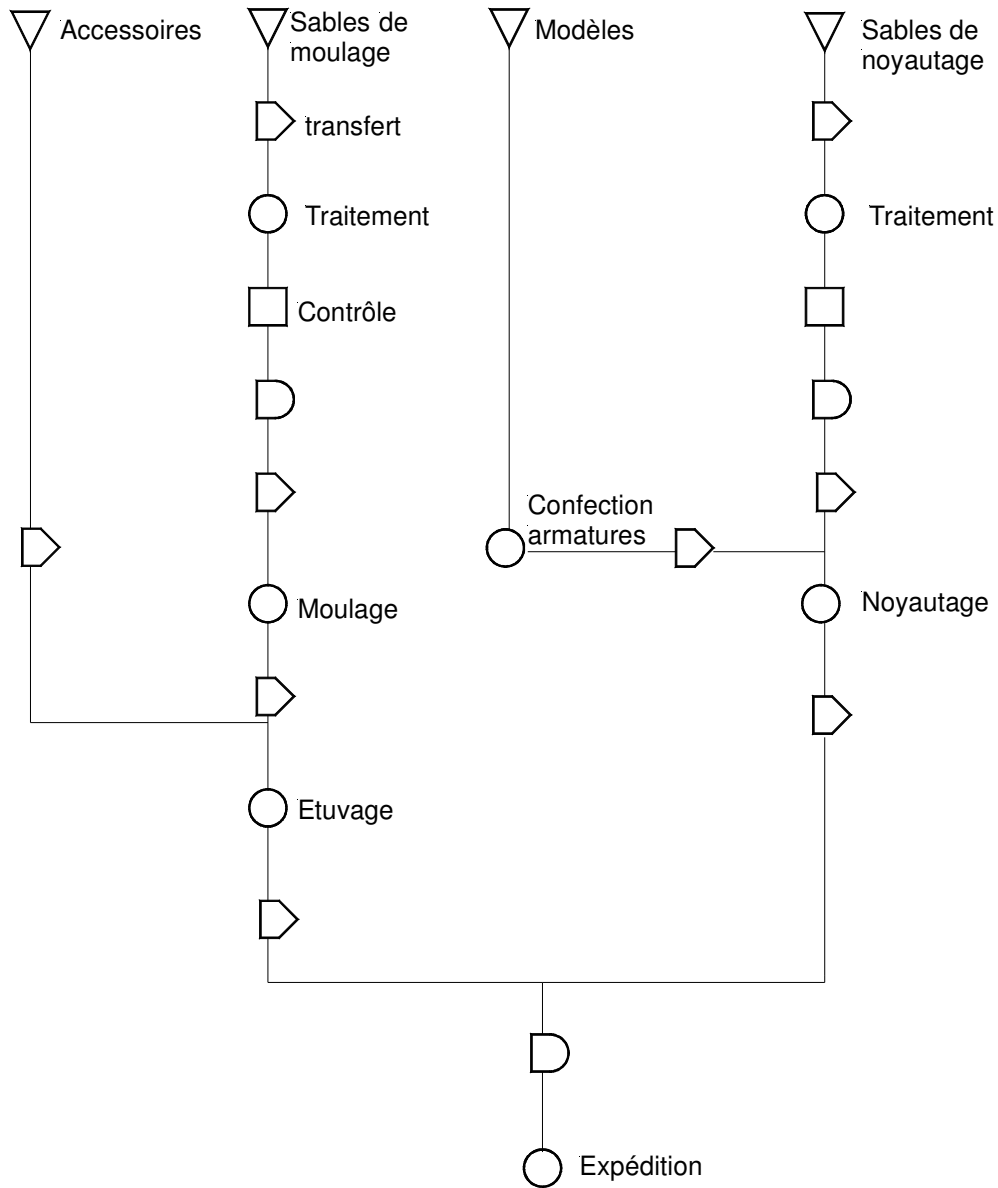 Accessoires
Sables de
moulage
Modèles
Sables de
noyautage
transfert
Traitement
Traitement
Contrôle
Confection
armatures
Moulage
Noyautage
Etuvage
Expédition